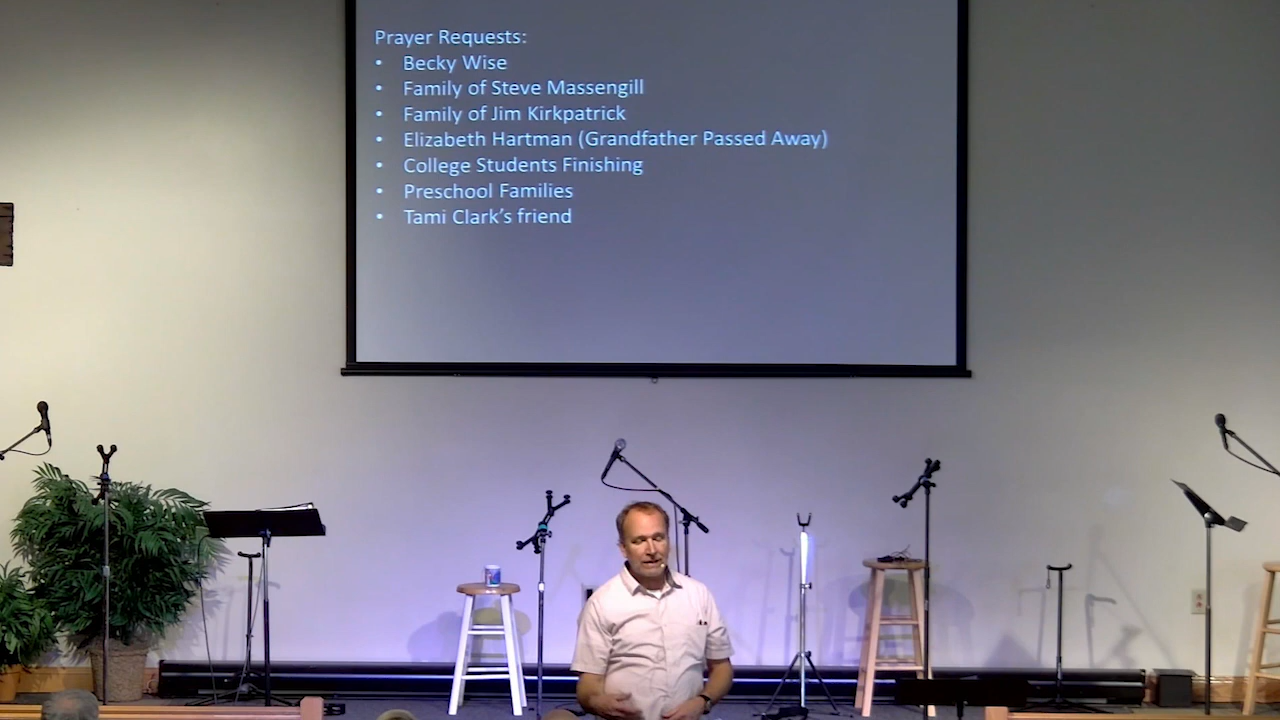 Prayer Requests:
• Becky Wise
• Family of Steve Massengill
• Family of Jim Kirkpatrick
• Elizabeth Hartman (Grandfather Passed Away)
• College Students Finishing
• Preschool Families
• Tami Clark’s friend